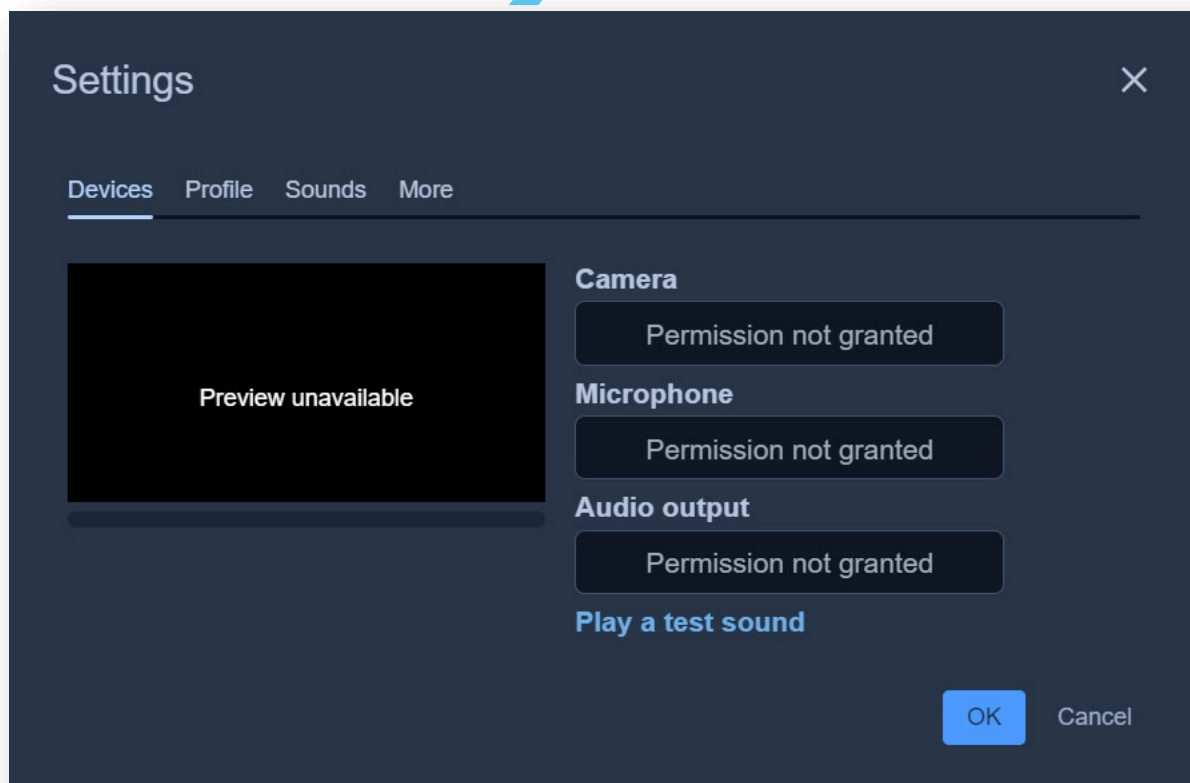 Settings
Devices Profile Sounds More
Preview unavailable
Camera
Permission not granted
Microphone
Permission not granted
Audio output
Permission not granted
Play a test sound
OK Cancel